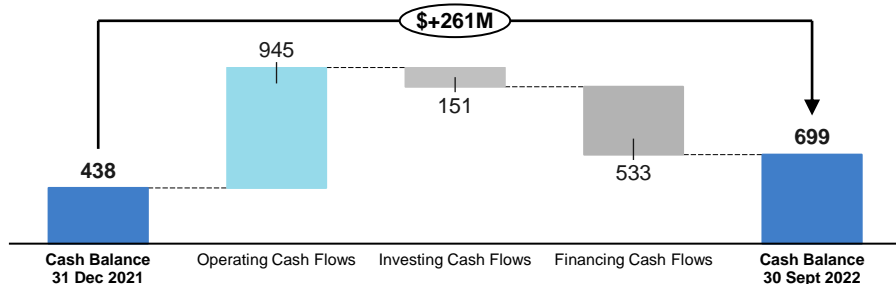 $+261M
945
151
438
533
699
Cash Balance
31 Dec 2021
Operating Cash Flows
Investing Cash Flows
Financing Cash Flows
Cash Balance
30 Sept 2022